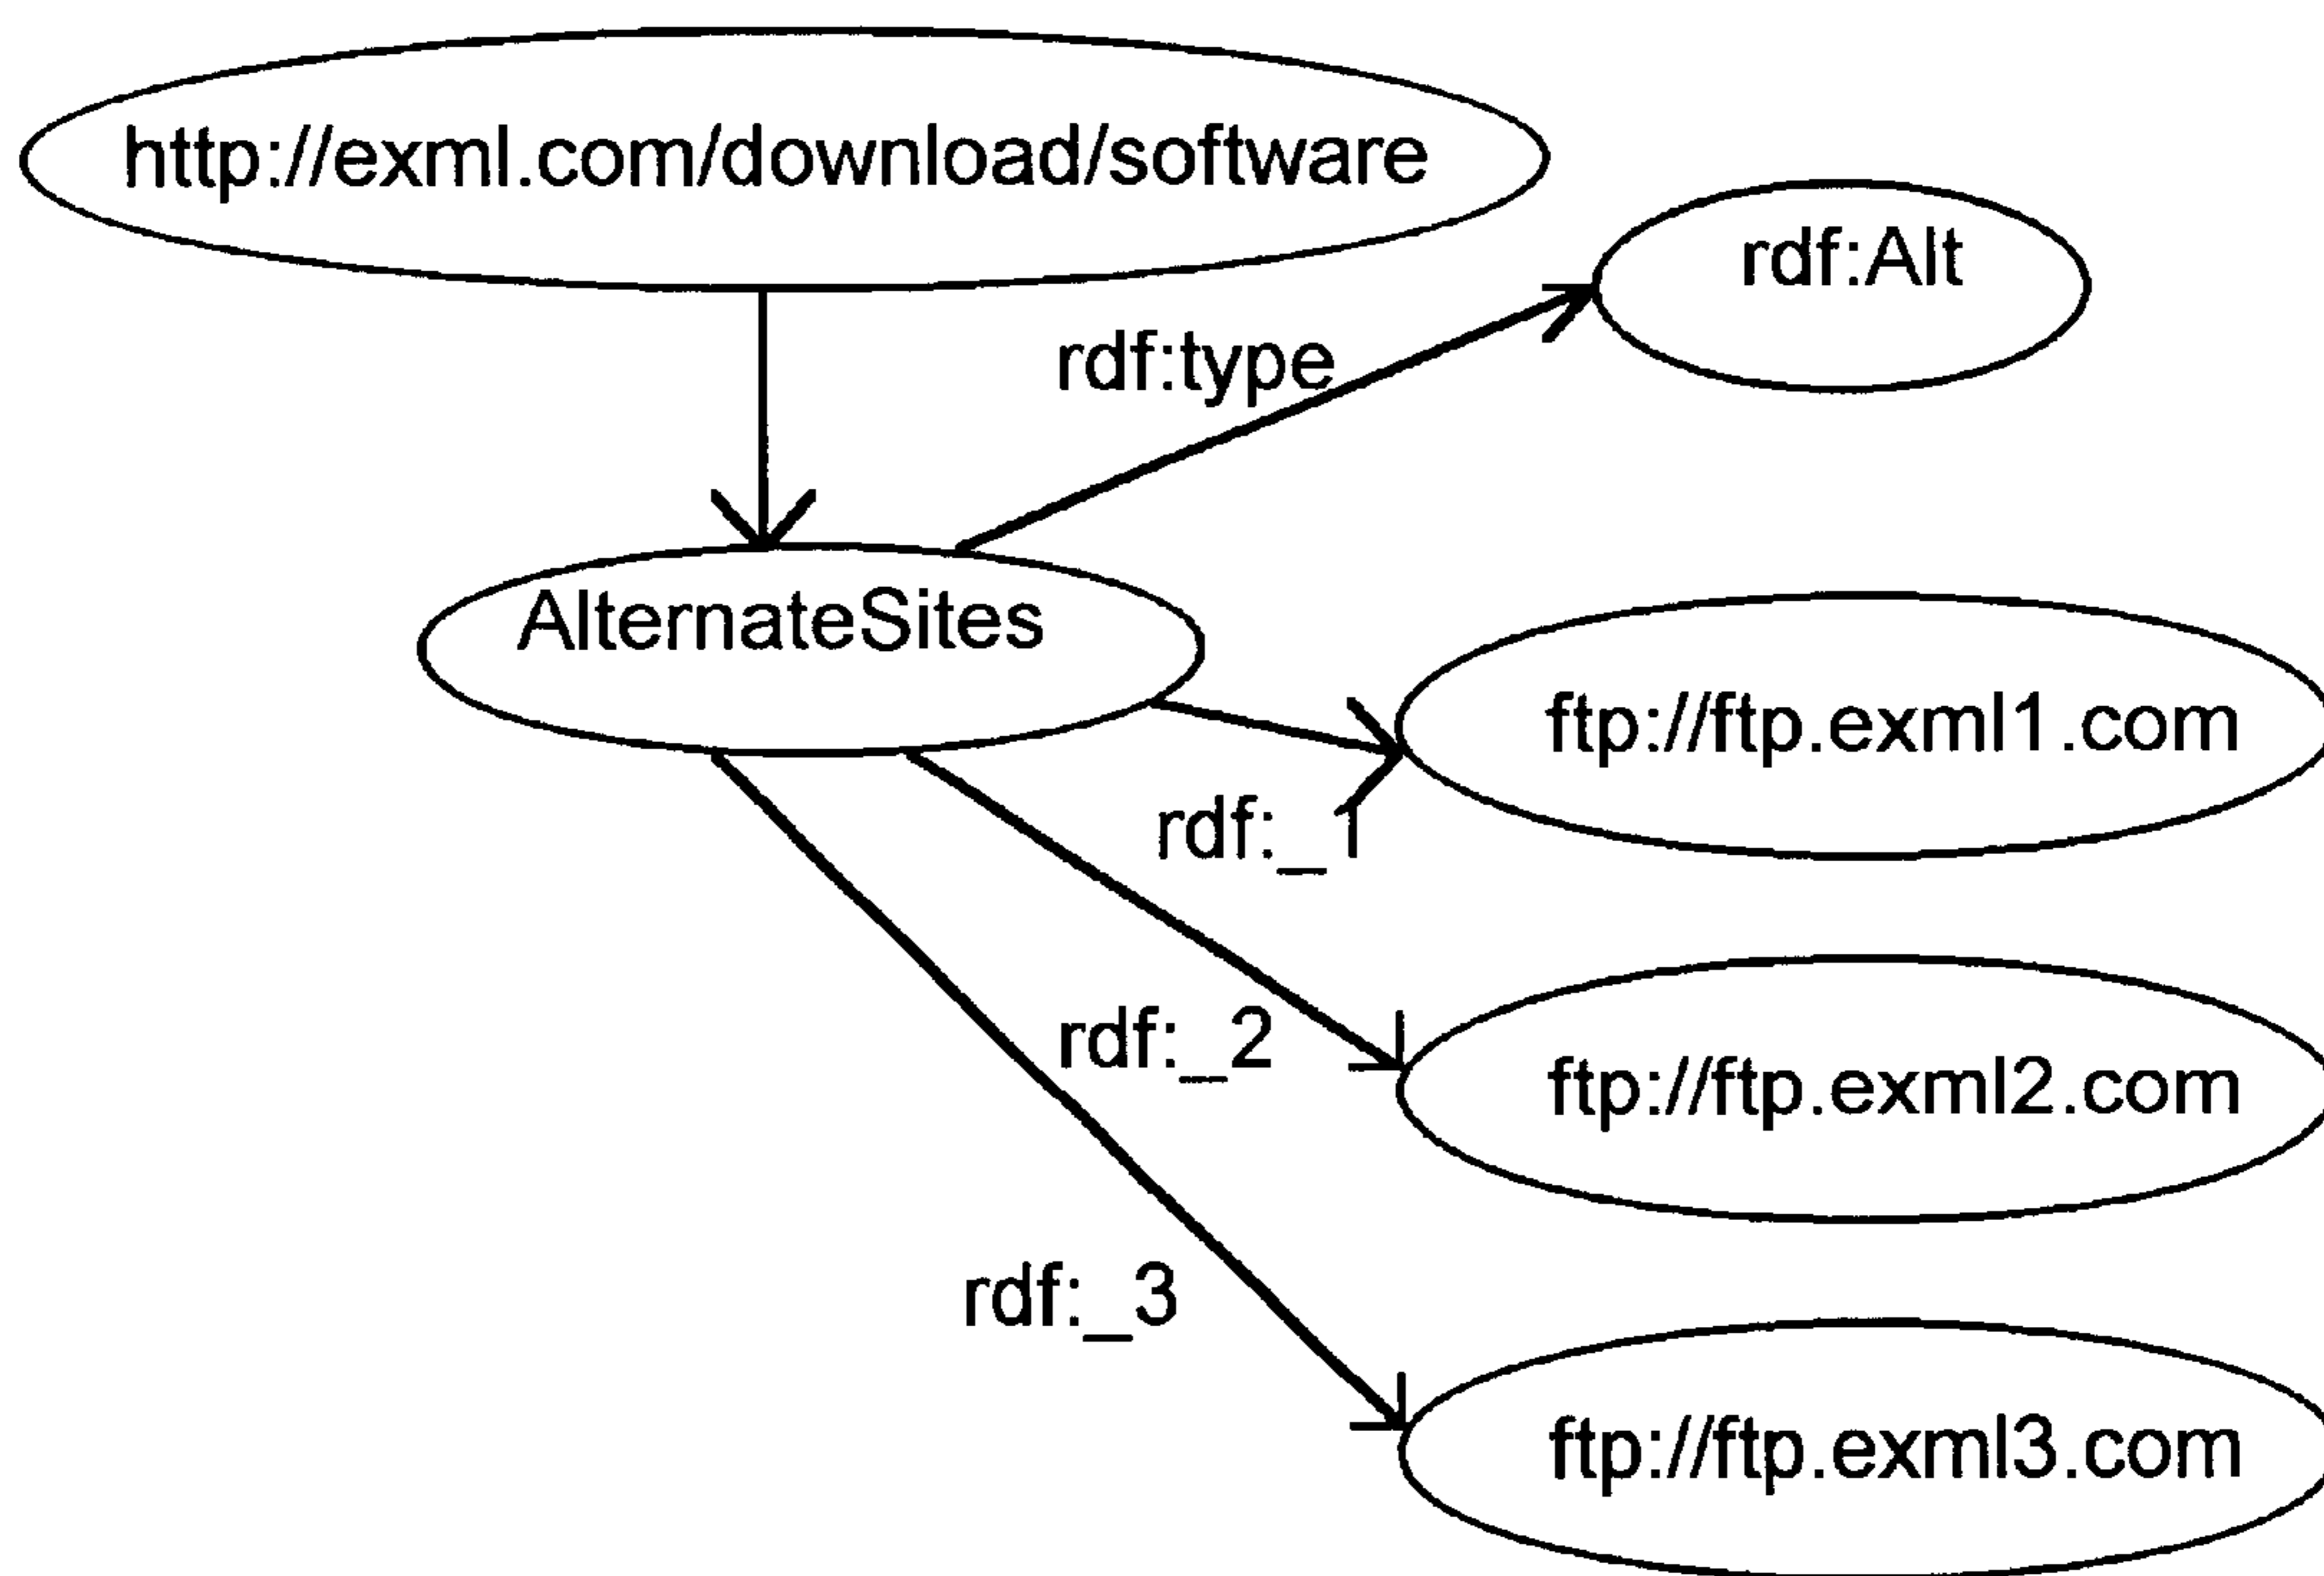 http://exml.com/download/software
rdf:Alt
rdf:type
AlternateSites
ftp://ftp.exml1.com
rdf:_1
rdf:_2
ftp://ftp.exml2.com
rdf:_3
ftp://ftp.exml3.com